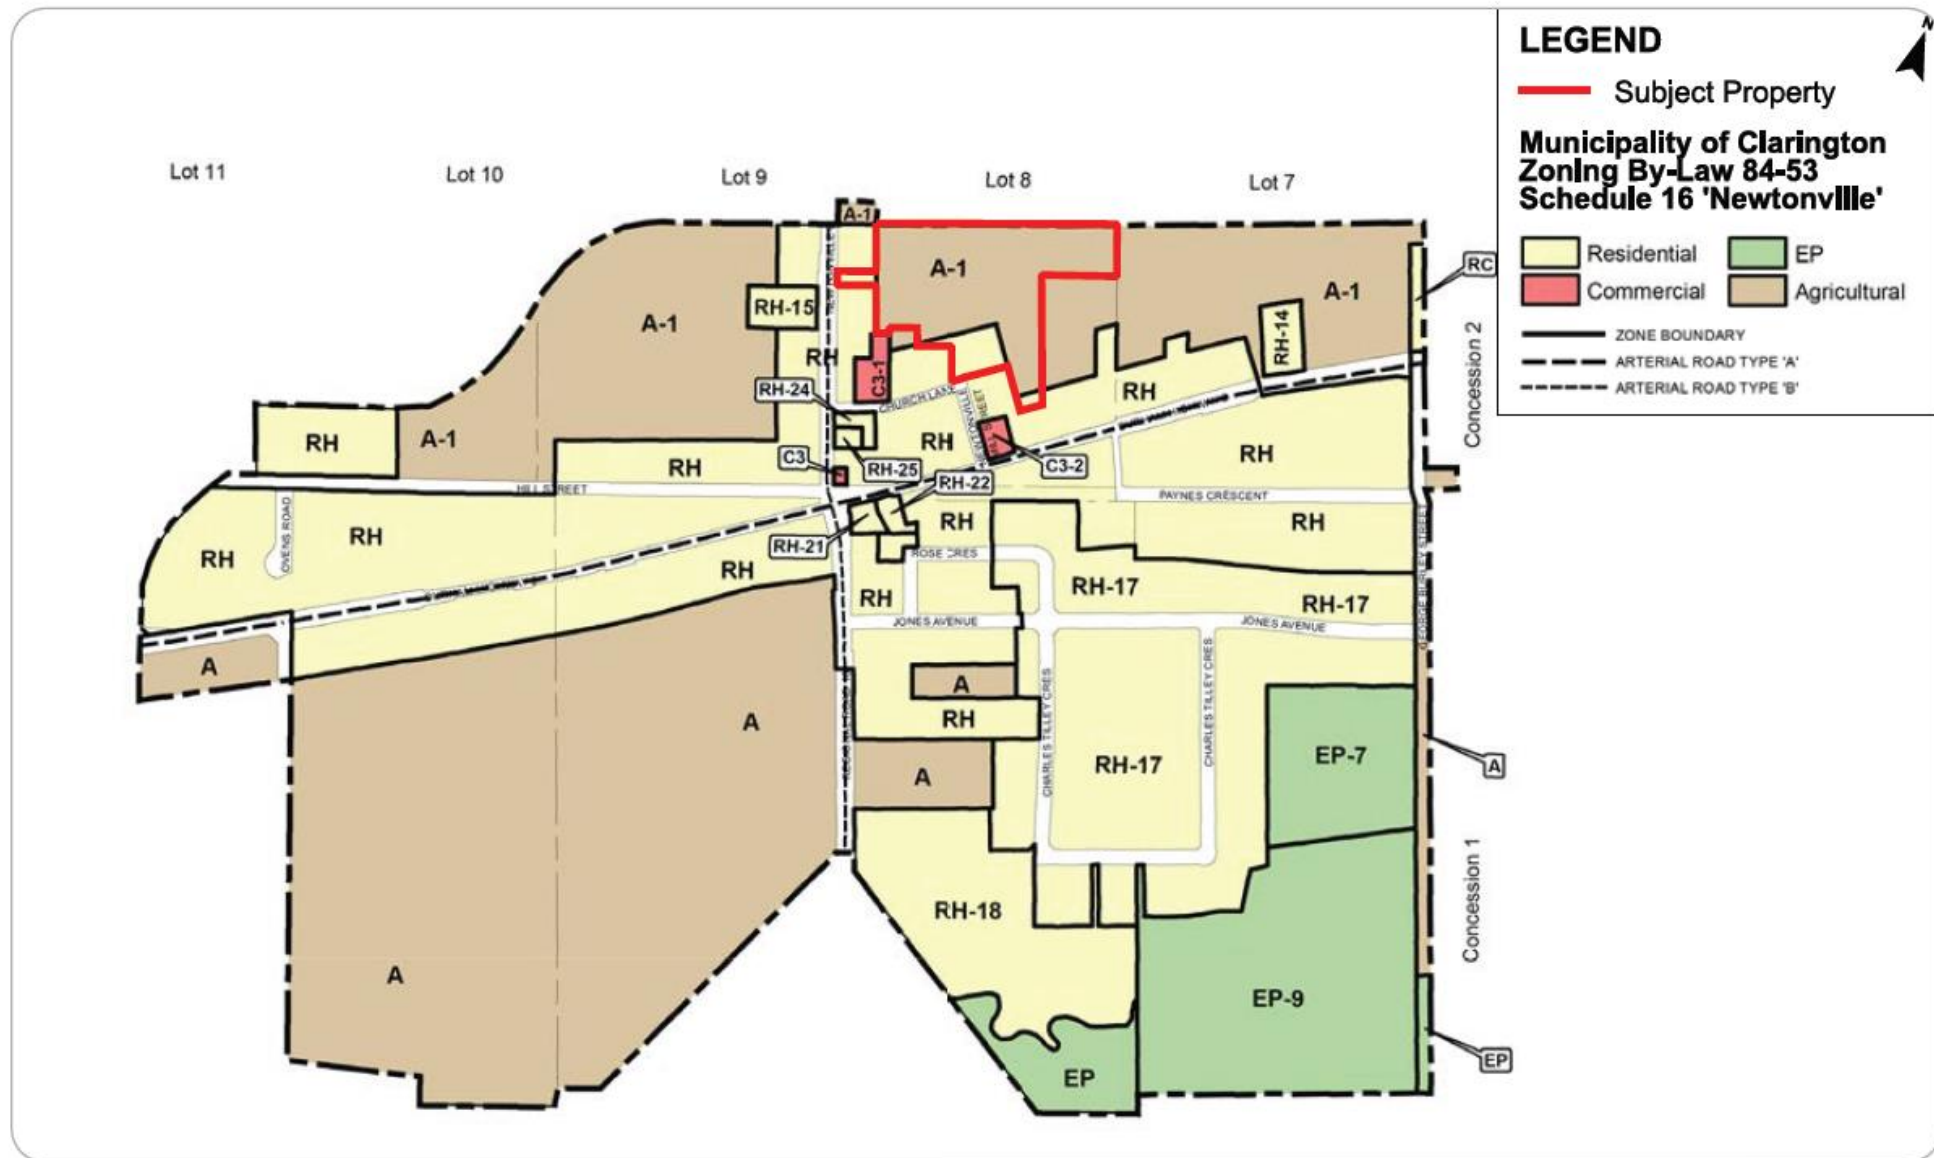 LEGEND
N
Subject Property
Municipality of Clarington
Zoning By-Law 84-53
Schedule 16 'Newtonville'
Residential
EP
Commercial
Agricultural
ZONE BOUNDARY
ARTERIAL ROAD TYPE 'A'
ARTERIAL ROAD TYPE 'B'
Lot 11
Lot 10
Lot 9
Lot 8
Lot 7
A-1
A-1
RC
A-1
RH-15
A-1
RH-14
Concession 2
RH
C3-1
RH-24
RH
CHURCH LANE
STREET
RH
A-1
RH
C3
RH
RH-25
C3-2
RH
RH-22
HILL STREET
PAYNES CRESCENT
OVENS ROAD
RH
RH
RH
RH-21
ROSE CRES
RH
RH
RH-17
RH
RH-17
JONES AVENUE
JONES AVENUE
GEORGE BURLEY STREET
A
A
RH
A
CHARLES TILLEY CRES
CHARLES TILLEY CRES
EP-7
RH-17
A
A
Concession 1
RH-18
A
EP-9
EP
EP